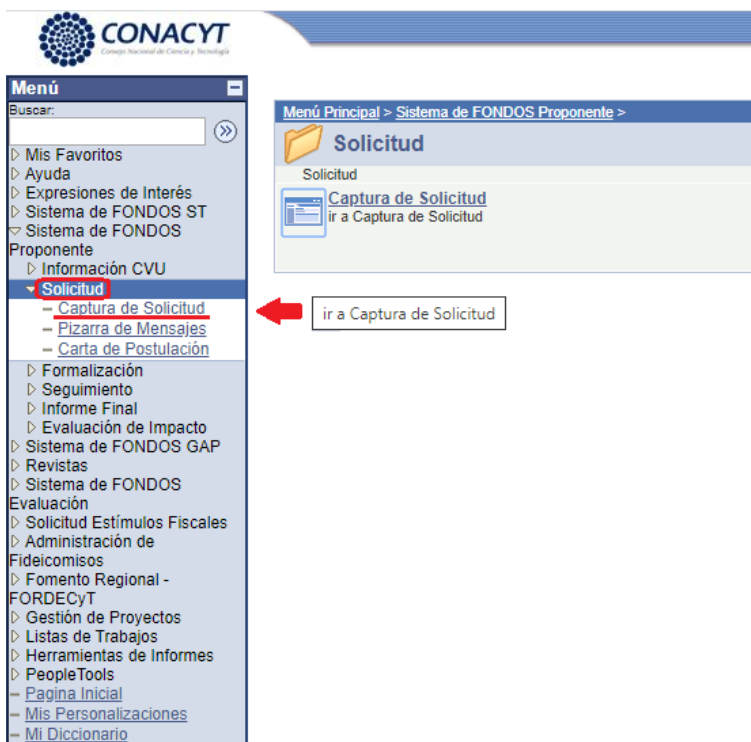 CONACYT
Consejo Nacional de Ciencia y Tecnología
Menú
Buscar:
Mis Favoritos
Ayuda
Expresiones de Interés
Sistema de FONDOS ST
Sistema de FONDOS
Proponente
Información CVU
Solicitud
Captura de Solicitud
Pizarra de Mensajes
Carta de Postulación
Formalización
Seguimiento
Informe Final
Evaluación de Impacto
Sistema de FONDOS GAP
Revistas
Sistema de FONDOS
Evaluación
Solicitud Estímulos Fiscales
Administración de
Fideicomisos
Fomento Regional -
FORDECyT
Gestión de Proyectos
Listas de Trabajos
Herramientas de Informes
PeopleTools
Pagina Inicial
Mis Personalizaciones
Mi Diccionario
Menú Principal > Sistema de FONDOS Proponente >
Solicitud
Solicitud
Captura de Solicitud
ir a Captura de Solicitud
ir a Captura de Solicitud